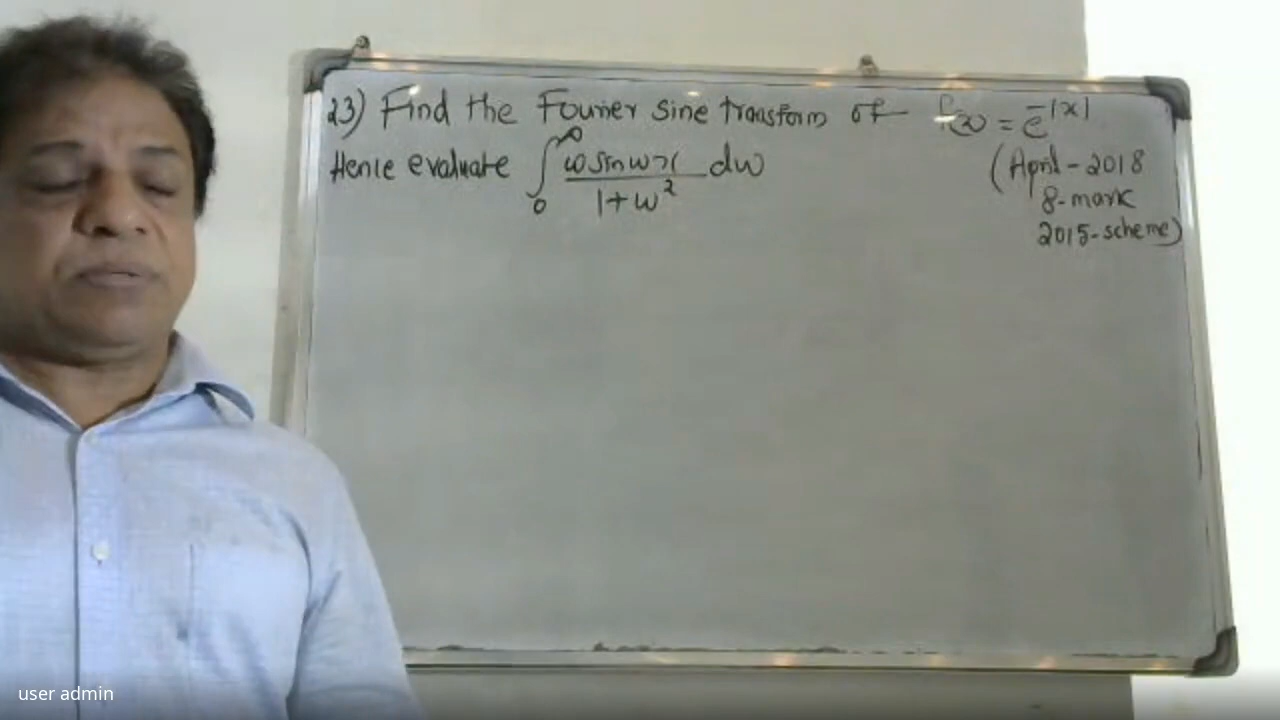 23) Find the Fourier sine transform of f(x) = e^-|x|
Hence evaluate ∫₀^∞ ω sin ωx / 1+ω² dω
(April-2018
8-mark
2015-scheme)
user admin